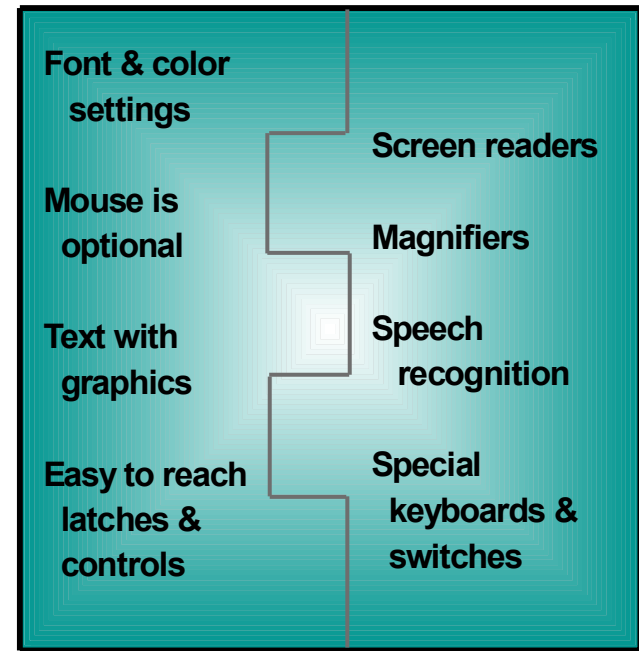 Font & color
settings
Mouse is
optional
Text with
graphics
Easy to reach
latches &
controls
Screen readers
Magnifiers
Speech
recognition
Special
keyboards &
switches